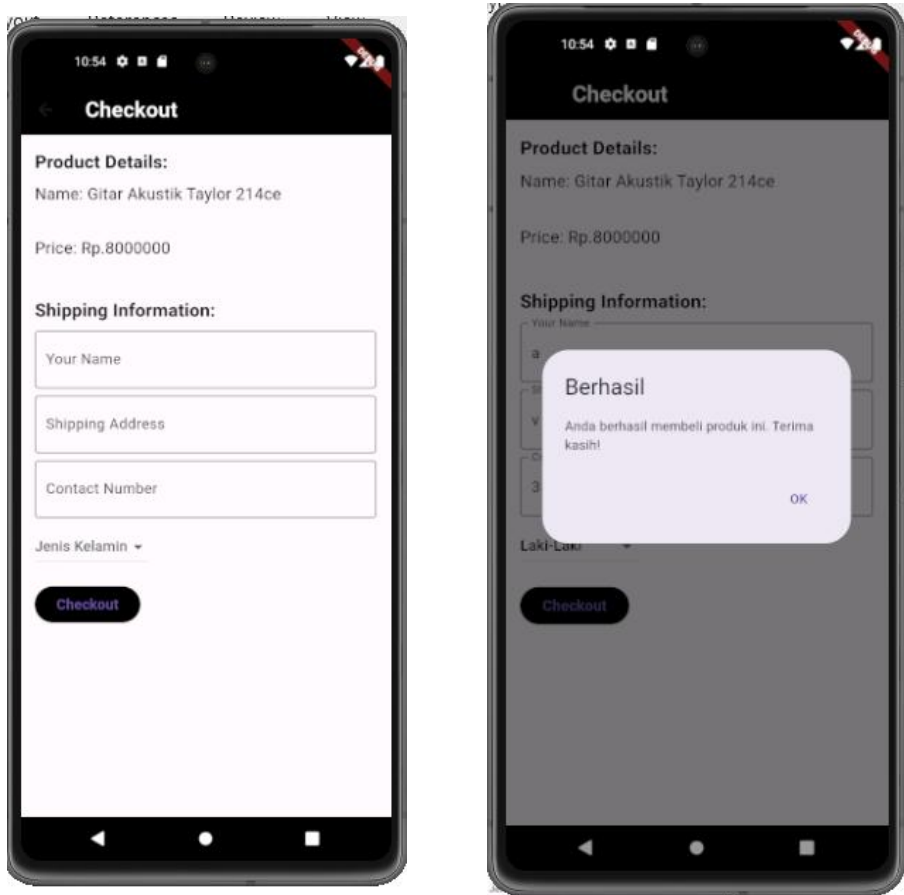 10:54
Checkout
Product Details:
Name: Gitar Akustik Taylor 214ce
Price: Rp.8000000
Shipping Information:
Your Name
Shipping Address
Contact Number
Jenis Kelamin
Checkout
10:54
Checkout
Product Details:
Name: Gitar Akustik Taylor 214ce
Price: Rp.8000000
Shipping Information:
Your Name
a
v
3
Berhasil
Anda berhasil membeli produk ini. Terima
kasih!
OK
Laki-Laki
Checkout